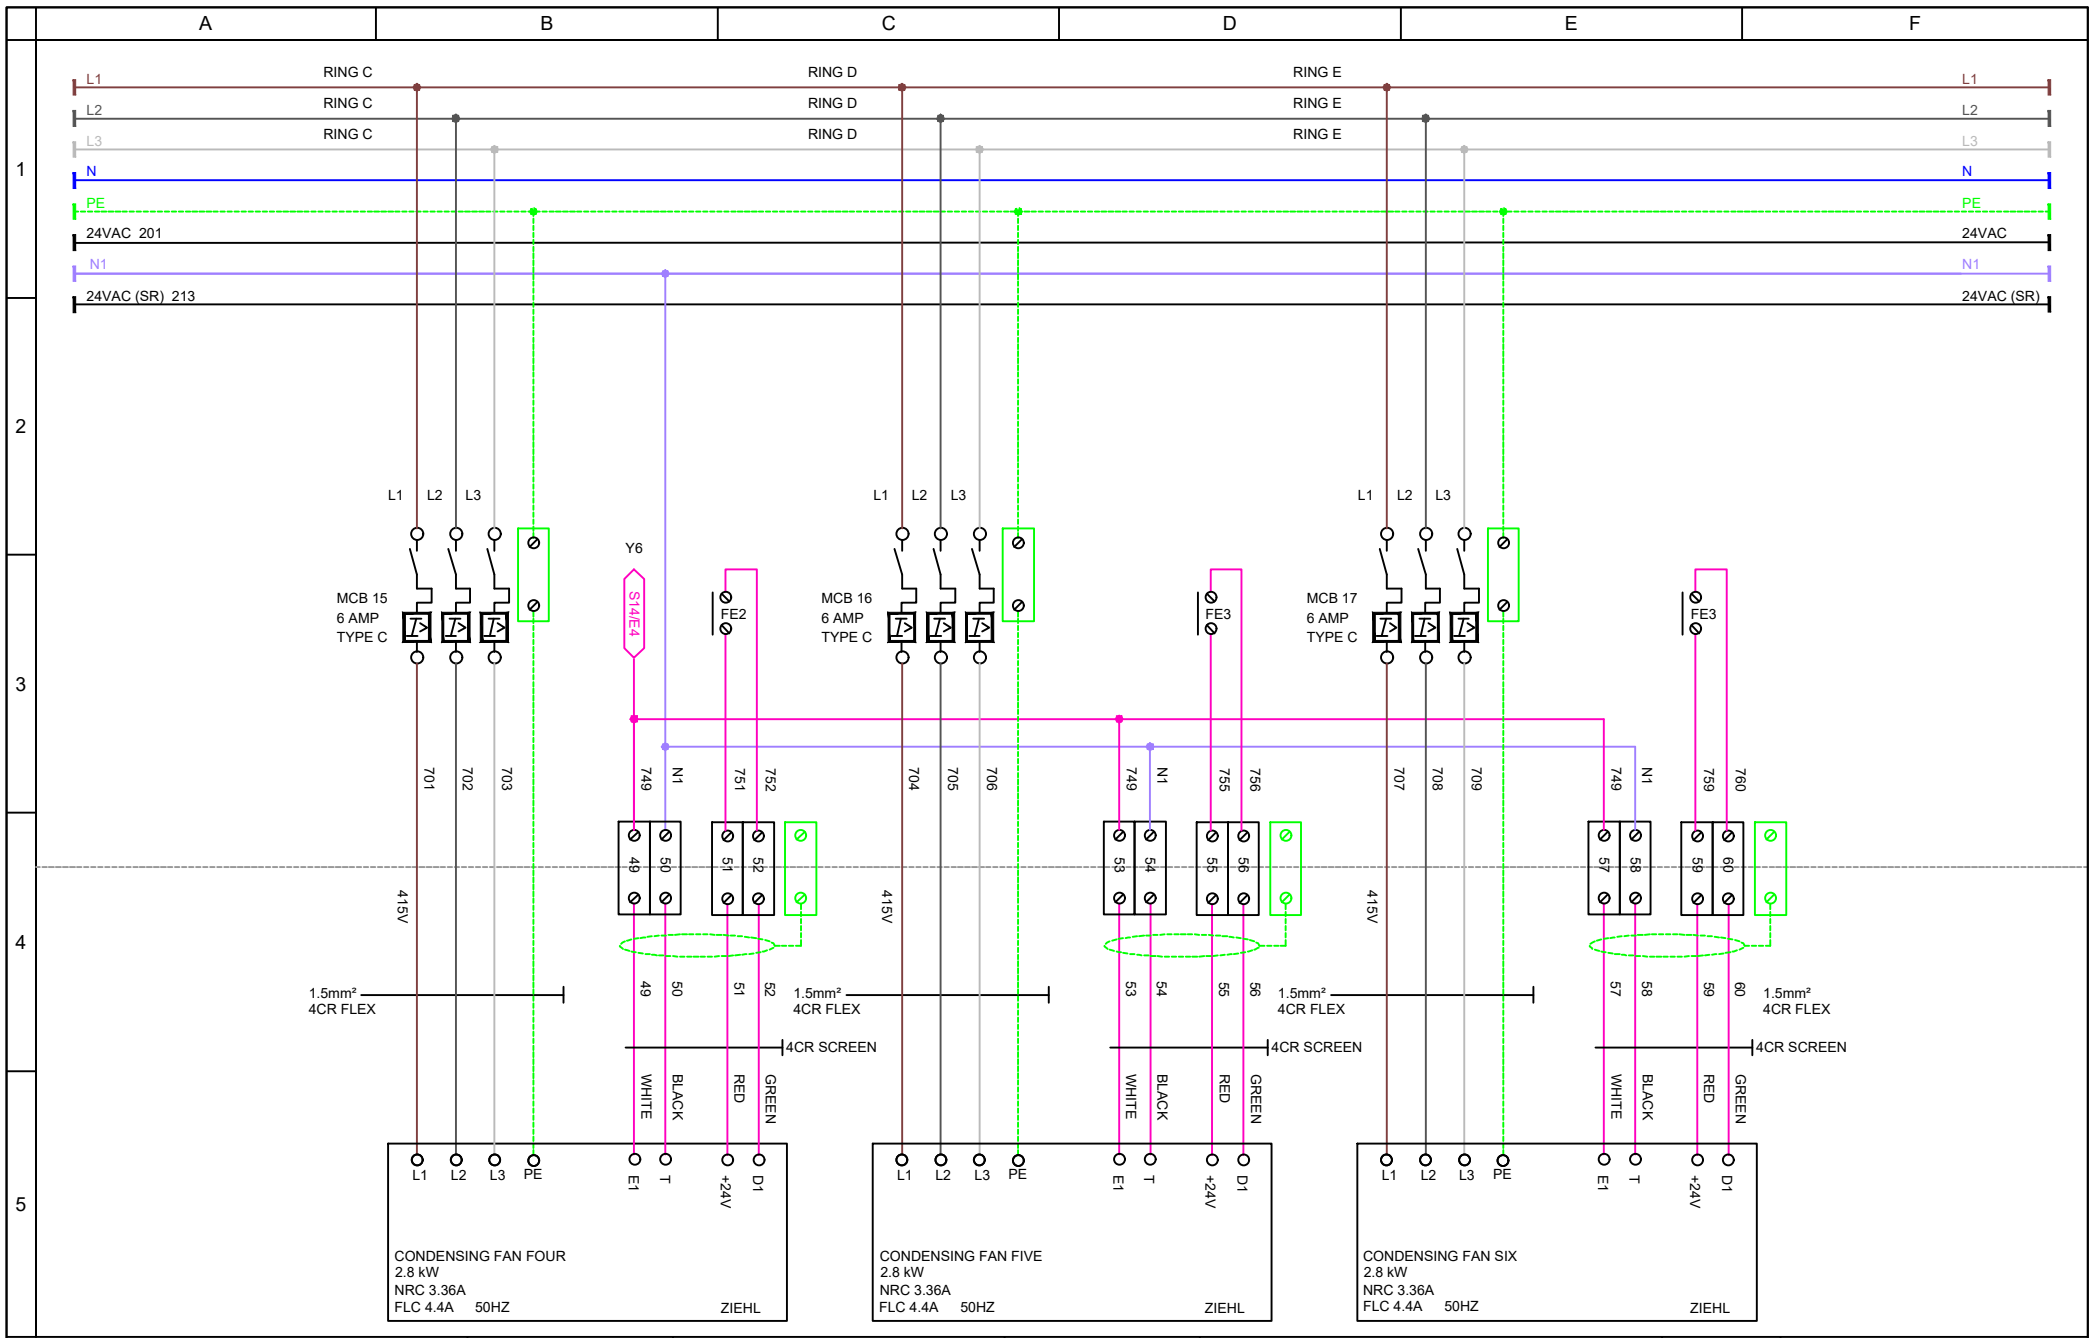 A B C D E F
L1 RING C RING D RING E L1
L2 RING C RING D RING E L2
L3 RING C RING D RING E L3
1
N N
PE PE
24VAC 201 24VAC
N1 N1
24VAC (SR) 213 24VAC (SR)
2
L1 L2 L3 L1 L2 L3 L1 L2 L3
Y6
S14/E4
MCB 15
6 AMP
TYPE C
FE2
MCB 16
6 AMP
TYPE C
FE3
MCB 17
6 AMP
TYPE C
FE3
3
701 702 703 749 N1 751 752 704 705 706 749 N1 755 756 707 708 709 749 N1 759 760
49 50 51 52 53 54 55 56 57 58 59 60
415V 415V 415V
4
49 50 51 52 53 54 55 56 57 58 59 60
1.5mm²
4CR FLEX
1.5mm²
4CR FLEX
1.5mm²
4CR FLEX
1.5mm²
4CR FLEX
4CR SCREEN 4CR SCREEN 4CR SCREEN
WHITE BLACK RED GREEN WHITE BLACK RED GREEN WHITE BLACK RED GREEN
5
L1 L2 L3 PE E1 T +24V D1
L1 L2 L3 PE E1 T +24V D1
L1 L2 L3 PE E1 T +24V D1
CONDENSING FAN FOUR
2.8 kW
NRC 3.36A
FLC 4.4A 50HZ ZIEHL
CONDENSING FAN FIVE
2.8 kW
NRC 3.36A
FLC 4.4A 50HZ ZIEHL
CONDENSING FAN SIX
2.8 kW
NRC 3.36A
FLC 4.4A 50HZ ZIEHL